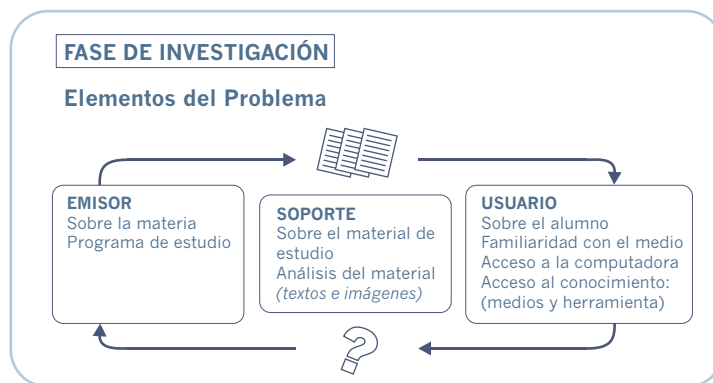 FASE DE INVESTIGACIÓN
Elementos del Problema
EMISOR
Sobre la materia
Programa de estudio
SOPORTE
Sobre el material de
estudio
Análisis del material
(textos e imágenes)
USUARIO
Sobre el alumno
Familiaridad con el medio
Acceso a la computadora
Acceso al conocimiento:
(medios y herramienta)
?